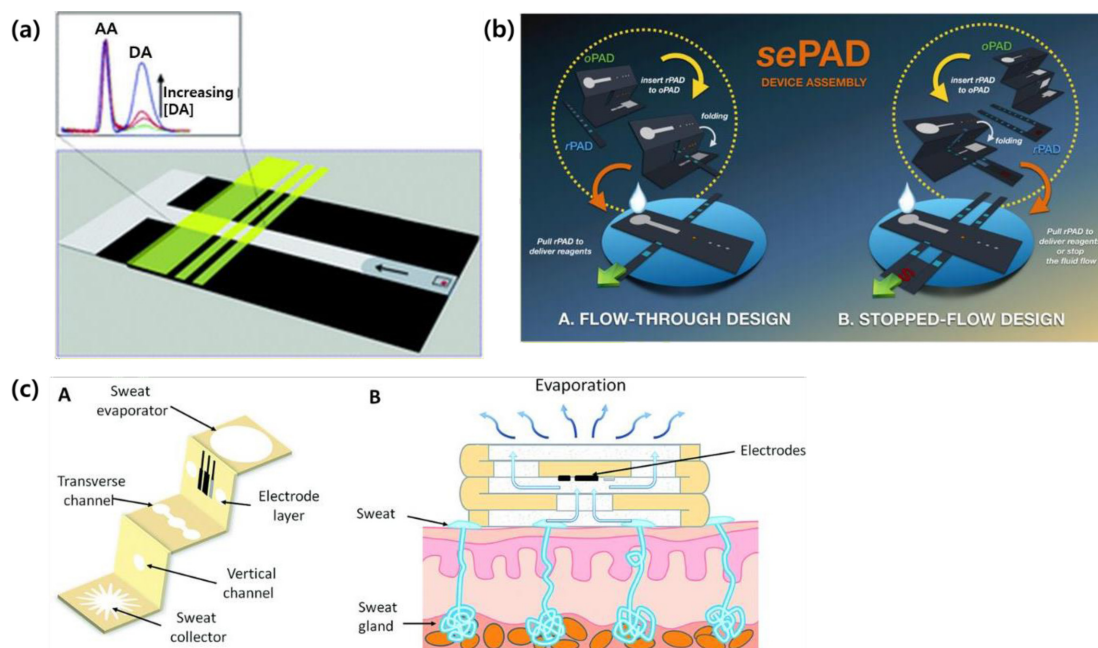 (a)
AA
DA
Increasing
[DA]
(b)
sePAD
DEVICE ASSEMBLY
oPAD
insert rPAD
to oPAD
folding
rPAD
Pull rPAD to
deliver reagents
A. FLOW-THROUGH DESIGN
oPAD
insert rPAD
to oPAD
folding
rPAD
Pull rPAD to
deliver reagent
or stop
the fluid flow
S
B. STOPPED-FLOW DESIGN
(c)
A
Sweat
evaporator
Transverse
channel
Electrode
layer
Vertical
channel
Sweat
collector
B
Evaporation
Electrodes
Sweat
Sweat
gland